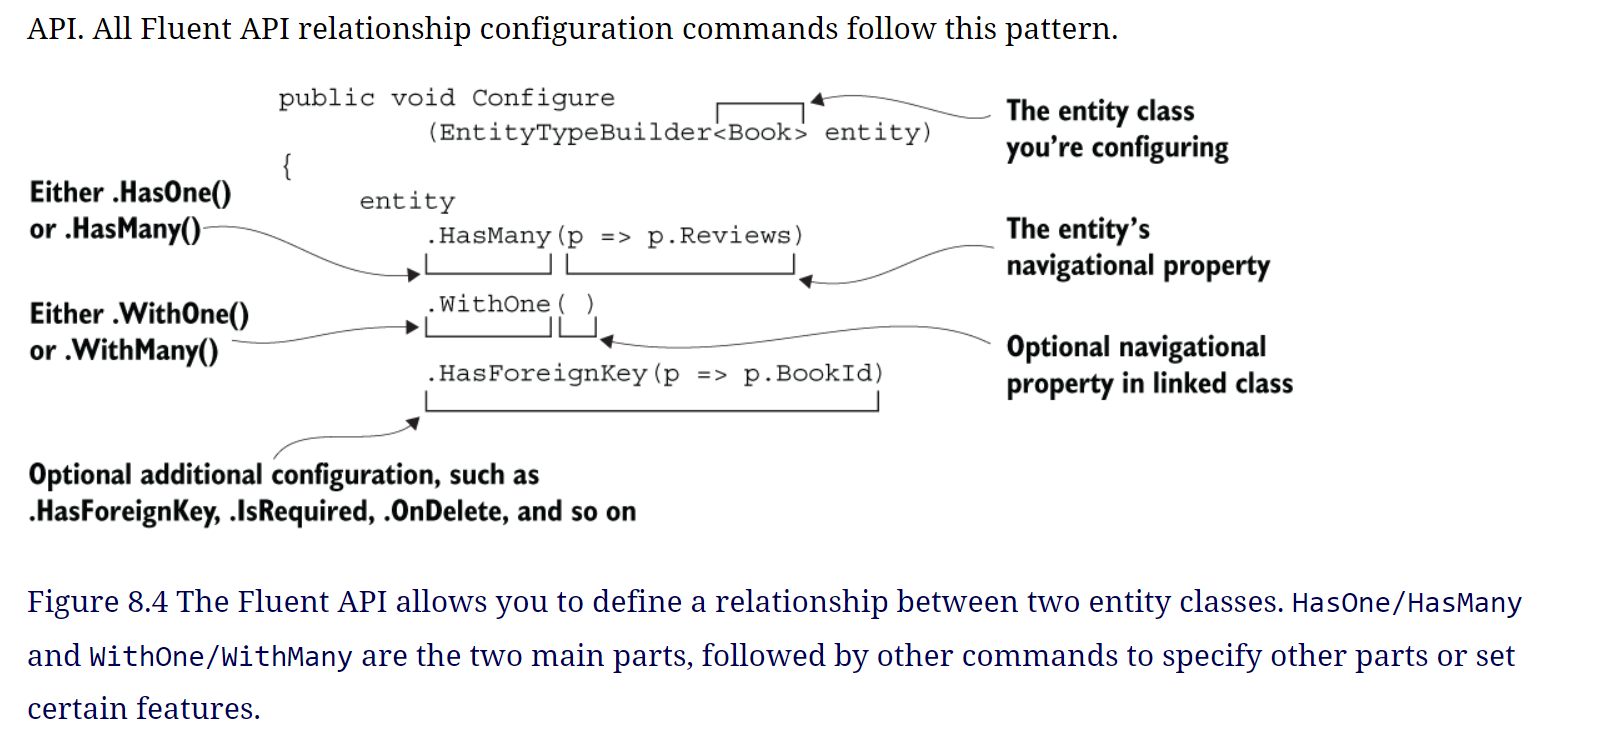 API. All Fluent API relationship configuration commands follow this pattern.
public void Configure
(EntityTypeBuilder<Book> entity)
The entity class
you’re configuring
{
Either .HasOne()
or .HasMany()
entity
.HasMany(p => p.Reviews)
The entity’s
navigational property
Either .WithOne()
or .WithMany()
.WithOne( )
Optional navigational
property in linked class
.HasForeignKey(p => p.BookId)
Optional additional configuration, such as
.HasForeignKey, .IsRequired, .OnDelete, and so on
Figure 8.4 The Fluent API allows you to define a relationship between two entity classes. HasOne/HasMany
and WithOne/WithMany are the two main parts, followed by other commands to specify other parts or set
certain features.